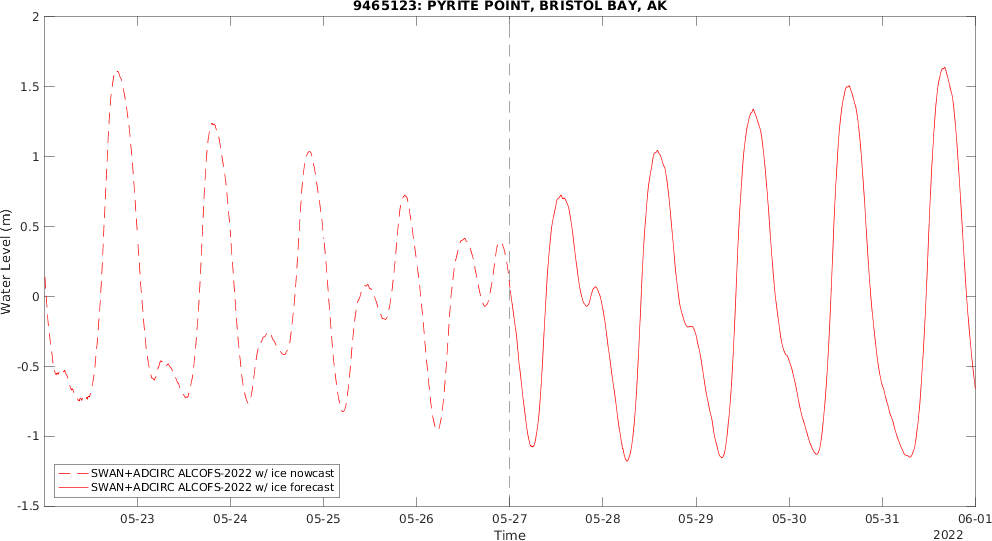 9465123: PYRITE POINT, BRISTOL BAY, AK
Water Level (m)
2
1.5
1
0.5
0
-0.5
-1
-1.5
SWAN+ADCIRC ALCOFS-2022 w/ ice nowcast
SWAN+ADCIRC ALCOFS-2022 w/ ice forecast
05-23 05-24 05-25 05-26 05-27 05-28 05-29 05-30 05-31 06-01
Time
2022